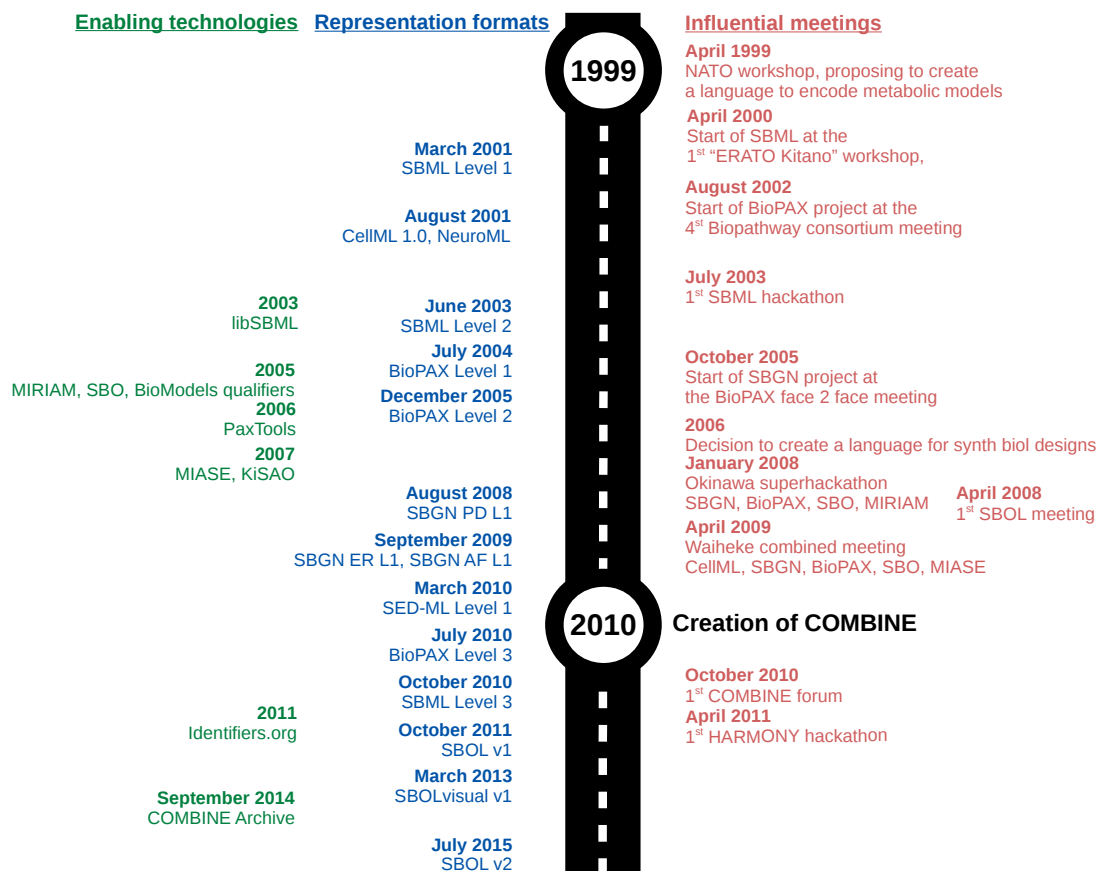 Enabling technologies
2003
libSBML
2005
MIRIAM, SBO, BioModels qualifiers
2006
PaxTools
2007
MIASE, KiSAO
2011
Identifiers.org
September 2014
COMBINE Archive
Representation formats
March 2001
SBML Level 1
August 2001
CellML 1.0, NeuroML
June 2003
SBML Level 2
July 2004
BioPAX Level 1
December 2005
BioPAX Level 2
August 2008
SBGN PD L1
September 2009
SBGN ER L1, SBGN AF L1
March 2010
SED-ML Level 1
July 2010
BioPAX Level 3
October 2010
SBML Level 3
October 2011
SBOL v1
March 2013
SBOLvisual v1
July 2015
SBOL v2
1999
2010
Creation of COMBINE
Influential meetings
April 1999
NATO workshop, proposing to create
a language to encode metabolic models
April 2000
Start of SBML at the
1st “ERATO Kitano” workshop,
August 2002
Start of BioPAX project at the
4st Biopathway consortium meeting
July 2003
1st SBML hackathon
October 2005
Start of SBGN project at
the BioPAX face 2 face meeting
2006
Decision to create a language for synth biol designs
January 2008
Okinawa superhackathon
SBGN, BioPAX, SBO, MIRIAM
April 2008
1st SBOL meeting
April 2009
Waiheke combined meeting
CellML, SBGN, BioPAX, SBO, MIASE
October 2010
1st COMBINE forum
April 2011
1st HARMONY hackathon